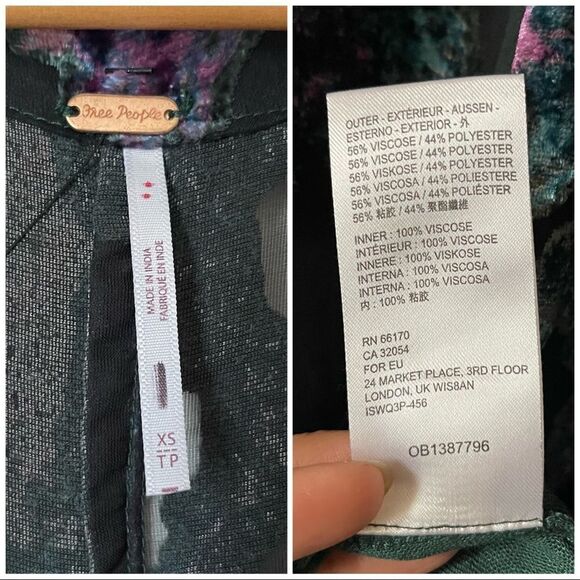 Free People
MADE IN INDIA
FABRIQUÉ EN INDE
XS
TP
OUTER - EXTÉRIEUR - AUSSEN -
ESTERNO - EXTERIOR - 外
56% VISCOSE / 44% POLYESTER
56% VISCOSE / 44% POLYESTER
56% VISKOSE / 44% POLYESTER
56% VISCOSA / 44% POLIESTERE
56% VISCOSA / 44% POLIÉSTER
56% 粘胶 / 44% 聚酯纖维
INNER : 100% VISCOSE
INTÉRIEUR : 100% VISCOSE
INNERE : 100% VISKOSE
INTERNA : 100% VISCOSA
INTERNA : 100% VISCOSA
内 : 100% 粘胶
RN 66170
CA 32054
FOR EU
24 MARKET PLACE, 3RD FLOOR
LONDON, UK WIS8AN
ISWQ3P-456
OB1387796